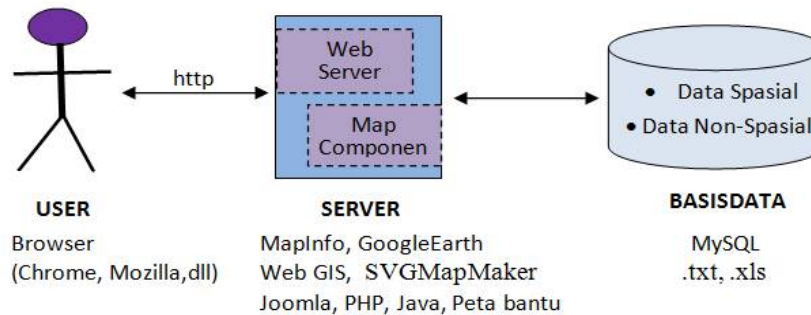 http
Web
Server
Map
Componen
• Data Spasial
• Data Non-Spasial
USER
Browser
(Chrome, Mozilla,dll)
SERVER
MapInfo, GoogleEarth
Web GIS, SVGMapMaker
Joomla, PHP, Java, Peta bantu
BASISDATA
MySQL
.txt, .xls